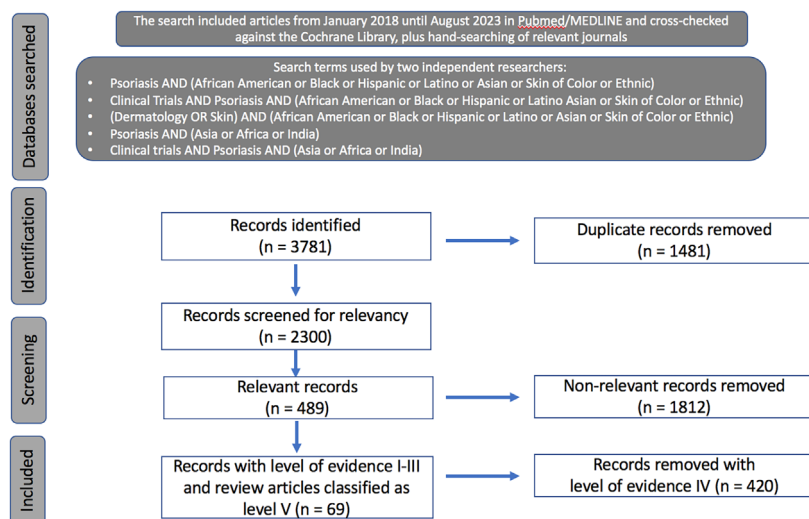 Databases searched
The search included articles from January 2018 until August 2023 in Pubmed/MEDLINE and cross-checked
against the Cochrane Library, plus hand-searching of relevant journals
Search terms used by two independent researchers:
• Psoriasis AND (African American or Black or Hispanic or Latino or Asian or Skin of Color or Ethnic)
• Clinical Trials AND Psoriasis AND (African American or Black or Hispanic or Latino Asian or Skin of Color or Ethnic)
• (Dermatology OR Skin) AND (African American or Black or Hispanic or Latino or Asian or Skin of Color or Ethnic)
• Psoriasis AND (Asia or Africa or India)
• Clinical trials AND Psoriasis AND (Asia or Africa or India)
Identification
Records identified
(n = 3781)
Duplicate records removed
(n = 1481)
Screening
Records screened for relevancy
(n = 2300)
Relevant records
(n = 489)
Non-relevant records removed
(n = 1812)
Included
Records with level of evidence I-III
and review articles classified as
level V (n = 69)
Records removed with
level of evidence IV (n = 420)